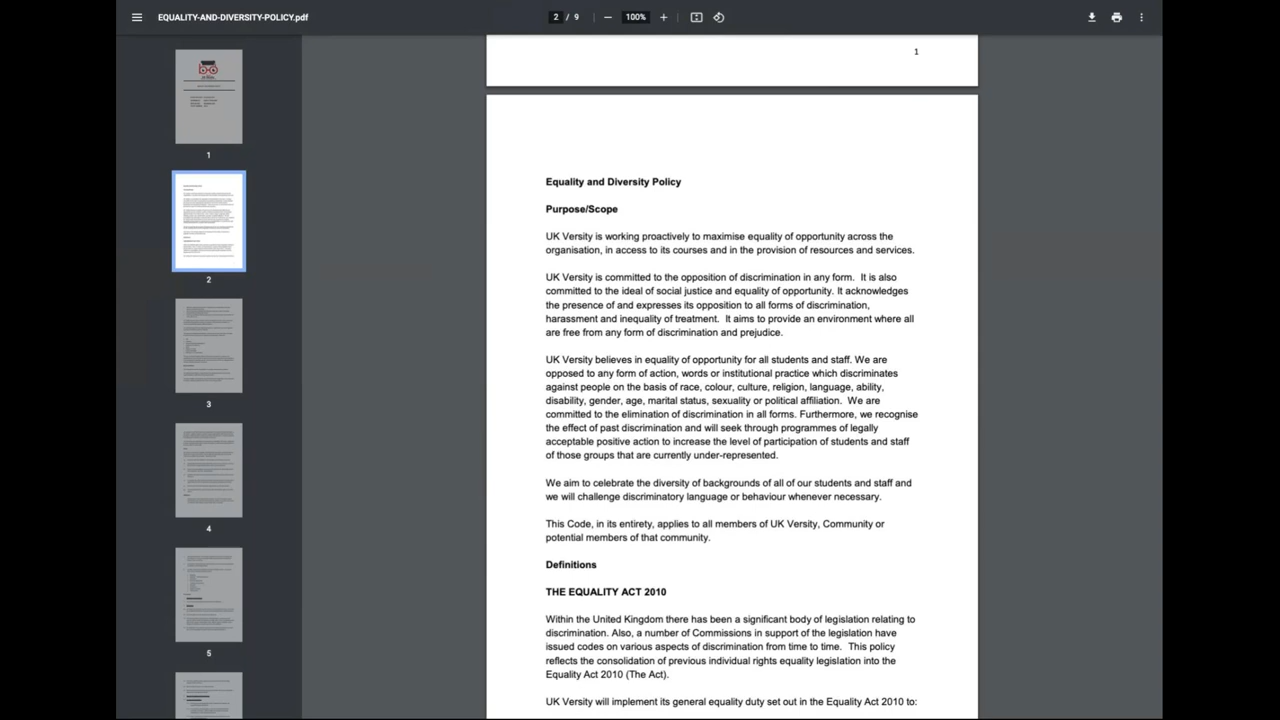 EQUALITY-AND-DIVERSITY-POLICY.pdf
2 / 9
100%
1
Equality and Diversity Policy
Purpose/Scope
UK Versity is working proactively to maximise equality of opportunity across the
organisation, in access to its courses and in the provision of resources and services.
UK Versity is committed to the opposition of discrimination in any form. It is also
committed to the ideal of social justice and equality of opportunity. It acknowledges
the presence of and expresses its opposition to all forms of discrimination,
harassment and inequality of treatment. It aims to provide an environment where all
are free from any form of discrimination and prejudice.
UK Versity believes in equality of opportunity for all students and staff. We are
opposed to any form of action, words or institutional practice which discriminates
against people on the basis of race, colour, culture, religion, language, ability,
disability, gender, age, marital status, sexuality or political affiliation. We are
committed to the elimination of discrimination in all forms. Furthermore, we recognise
the effect of past discrimination and will seek through programmes of legally
acceptable positive action to increase the level of participation of students and staff
of those groups that are currently under-represented.
We aim to celebrate the diversity of backgrounds of all of our students and staff and
we will challenge discriminatory language or behaviour whenever necessary.
This Code, in its entirety, applies to all members of UK Versity, Community or
potential members of that community.
Definitions
THE EQUALITY ACT 2010
Within the United Kingdom there has been a significant body of legislation relating to
discrimination. Also, a number of Commissions in support of the legislation have
issued codes on various aspects of discrimination from time to time. This policy
reflects the consolidation of previous individual rights equality legislation into the
Equality Act 2010 (The Act).
UK Versity will implement its general equality duty set out in the Equality Act 2010 to:
1
2
3
4
5